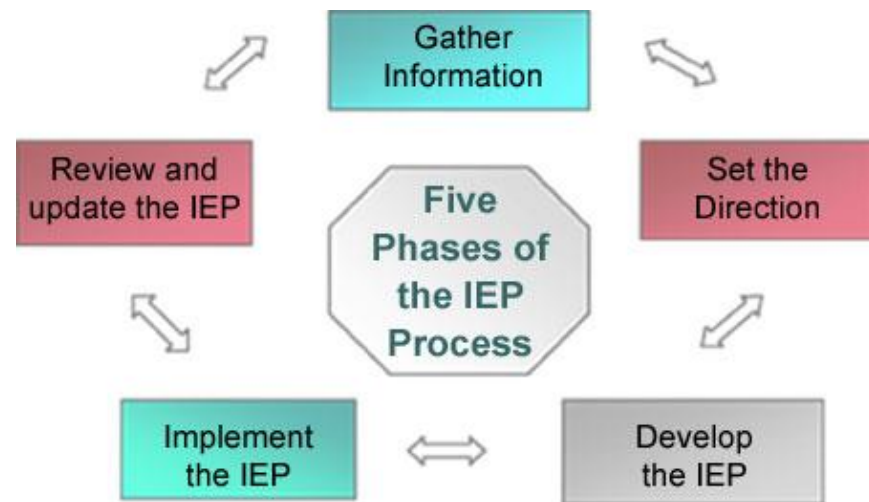 Gather
Information
Set the
Direction
Develop
the IEP
Implement
the IEP
Review and
update the IEP
Five
Phases of
the IEP
Process